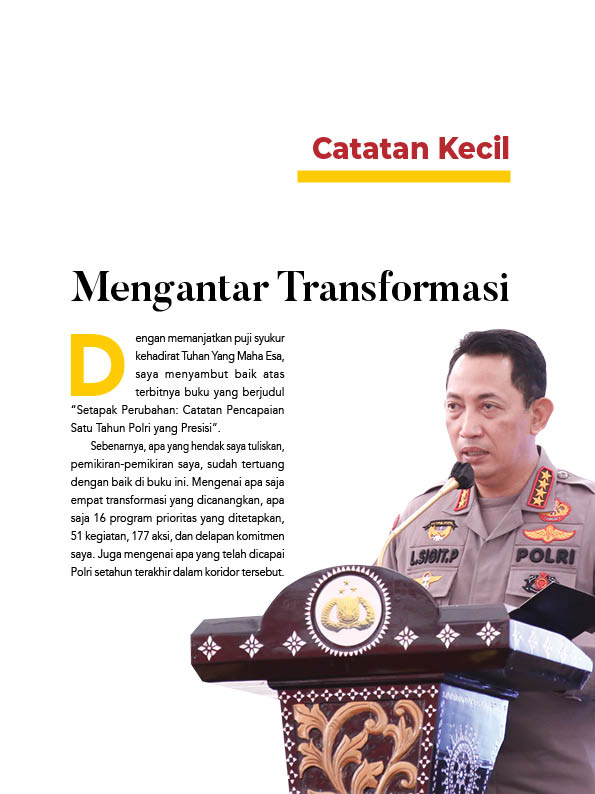 Catatan Kecil
Mengantar Transformasi
Dengan memanjatkan puji syukur
kehadirat Tuhan Yang Maha Esa,
saya menyambut baik atas
terbitnya buku yang berjudul
“Setapak Perubahan: Catatan Pencapaian
Satu Tahun Polri yang Presisi”.
Sebenarnya, apa yang hendak saya tuliskan,
pemikiran-pemikiran saya, sudah tertuang
dengan baik di buku ini. Mengenai apa saja
empat transformasi yang dicanangkan, apa
saja 16 program prioritas yang ditetapkan,
51 kegiatan, 177 aksi, dan delapan komitmen
saya. Juga mengenai apa yang telah dicapai
Polri setahun terakhir dalam koridor tersebut.
L.SIGIT.P
POLRI